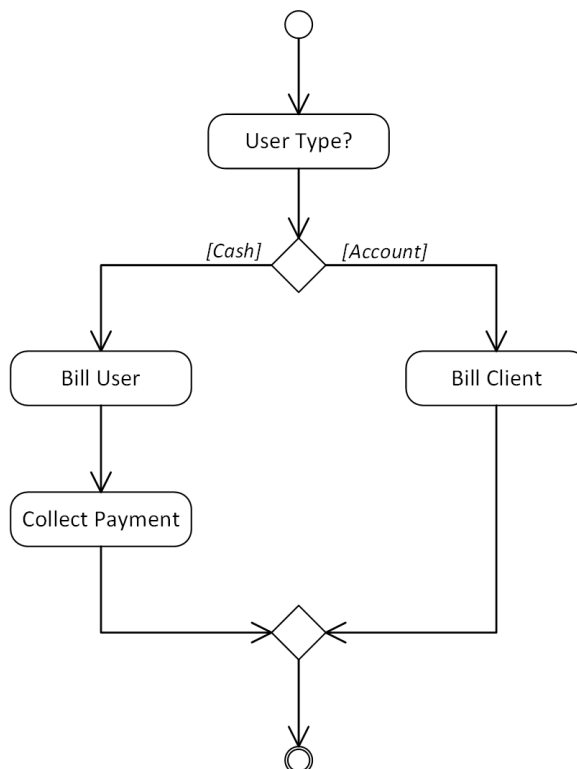 User Type?
[Cash]
[Account]
Bill User
Bill Client
Collect Payment